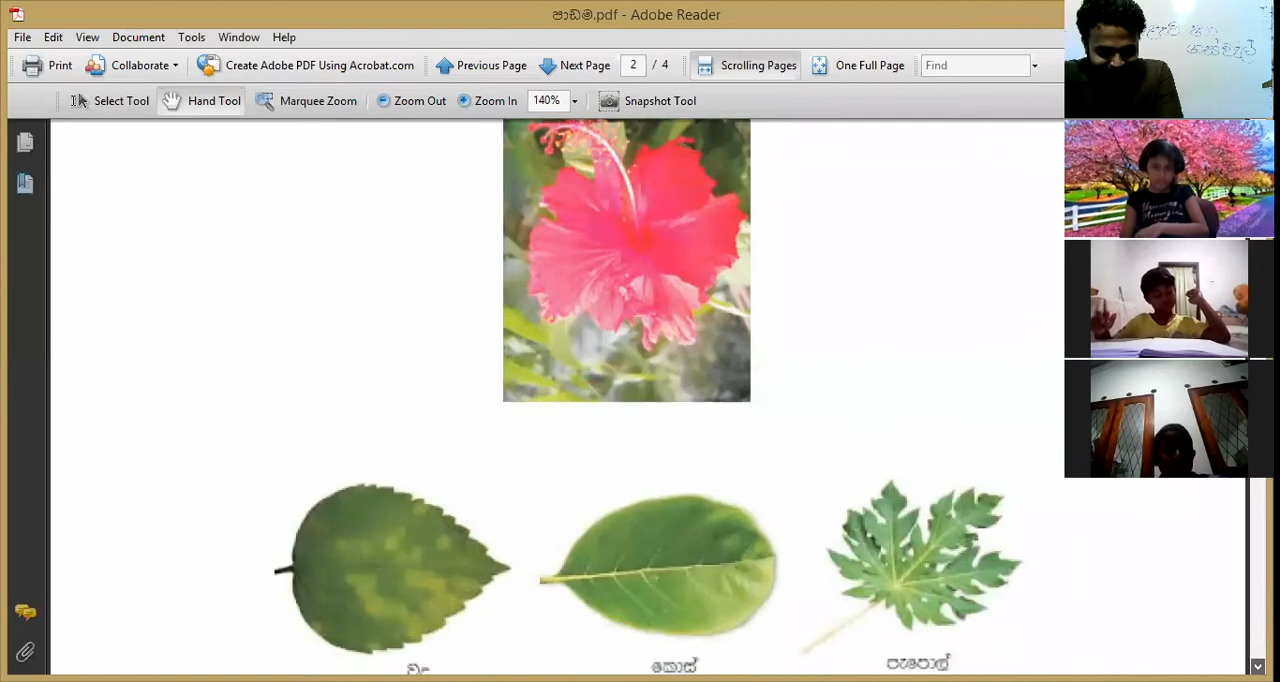 පාඩම.pdf - Adobe Reader
File Edit View Document Tools Window Help
Print Collaborate Create Adobe PDF Using Acrobat.com Previous Page Next Page 2 / 4 Scrolling Pages One Full Page Find
Select Tool Hand Tool Marquee Zoom Zoom Out Zoom In 140% Snapshot Tool
කොස්
පැපොල්